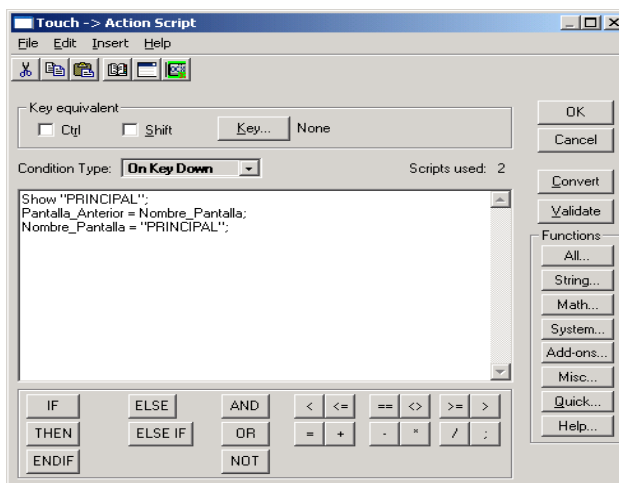 Touch -> Action Script
File Edit Insert Help
Key equivalent
Ctrl Shift Key... None
OK
Cancel
Condition Type: On Key Down Scripts used: 2
Convert
Validate
Show "PRINCIPAL";
Pantalla_Anterior = Nombre_Pantalla;
Nombre_Pantalla = "PRINCIPAL";
Functions
All...
String...
Math...
System...
Add-ons...
Misc...
Quick...
Help...
IF ELSE AND < <= == <> >= >
THEN ELSE IF OR = + - * / ;
ENDIF NOT